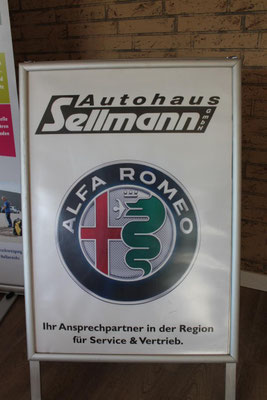 Autohaus
Sellmann GmbH
ALFA ROMEO
Ihr Ansprechpartner in der Region
für Service & Vertrieb.